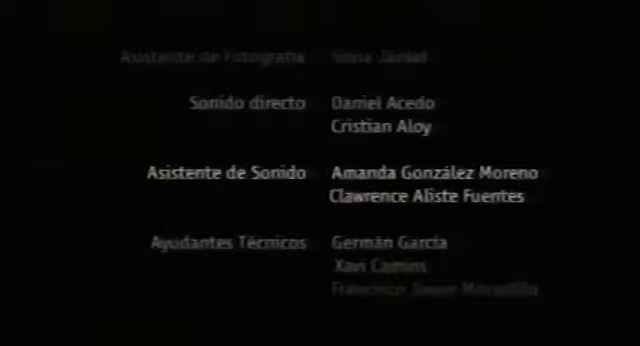 Asistente de Fotografía
Sonido directo Daniel Acedo
Cristian Aloy
Asistente de Sonido Amanda González Moreno
Clawrence Aliste Fuentes
Ayudantes Técnicos Germán García
Xavi Camins
Francisco